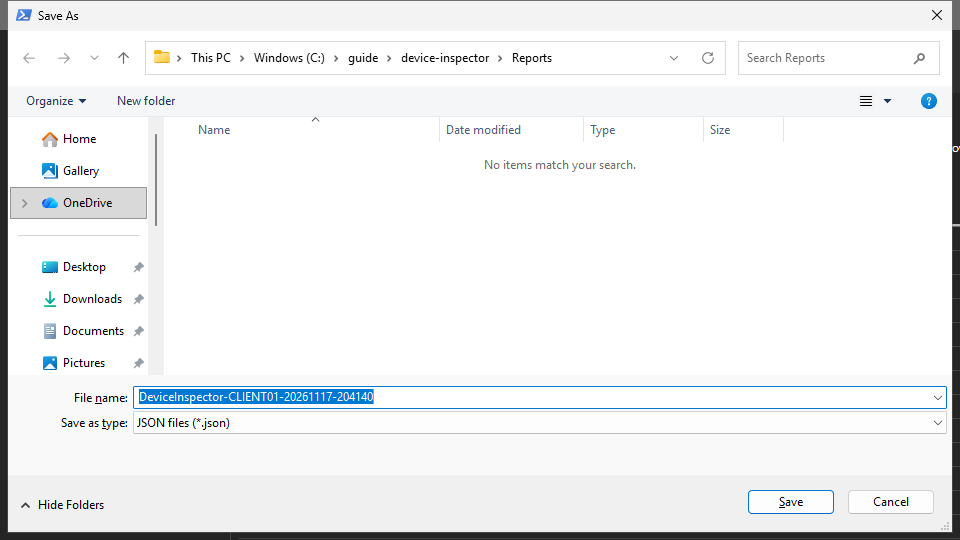 Save As
This PC > Windows (C:) > guide > device-inspector > Reports
Search Reports
Organize
New folder
Name
Date modified
Type
Size
No items match your search.
Home
Gallery
OneDrive
Desktop
Downloads
Documents
Pictures
File name: DeviceInspector-CLIENT01-20261117-204140
Save as type: JSON files (*.json)
Hide Folders
Save
Cancel